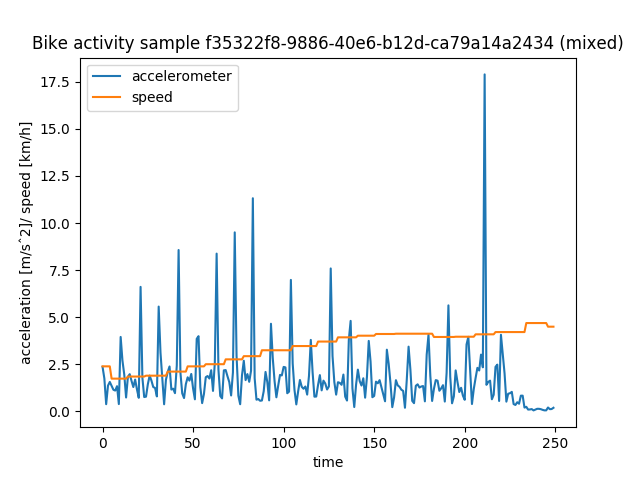 Bike activity sample f35322f8-9886-40e6-b12d-ca79a14a2434 (mixed)
accelerometer
speed
17.5
15.0
12.5
10.0
7.5
5.0
2.5
0.0
acceleration [m/s^2]/ speed [km/h]
0 50 100 150 200 250
time